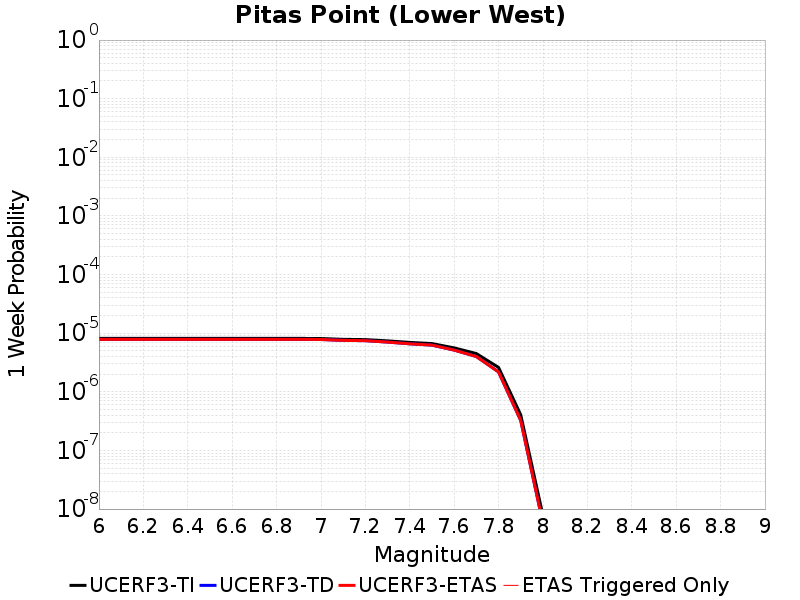 Pitas Point (Lower West)
1 Week Probability
10^0
10^-1
10^-2
10^-3
10^-4
10^-5
10^-6
10^-7
10^-8
6 6.2 6.4 6.6 6.8 7 7.2 7.4 7.6 7.8 8 8.2 8.4 8.6 8.8 9
Magnitude
UCERF3-TI UCERF3-TD UCERF3-ETAS ETAS Triggered Only